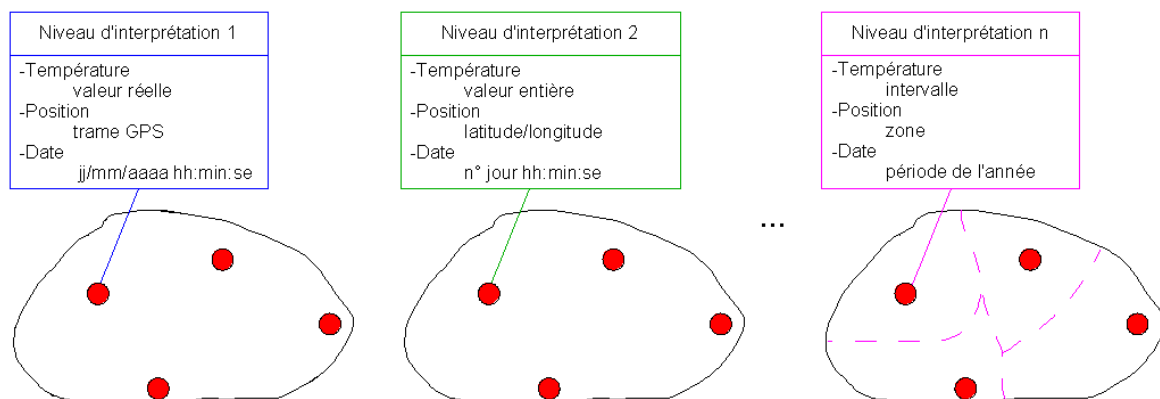 Niveau d'interprétation 1
-Température
valeur réelle
-Position
trame GPS
-Date
jj/mm/aaaa hh:min:se
Niveau d'interprétation 2
-Température
valeur entière
-Position
latitude/longitude
-Date
n° jour hh:min:se
...
Niveau d'interprétation n
-Température
intervalle
-Position
zone
-Date
période de l'année